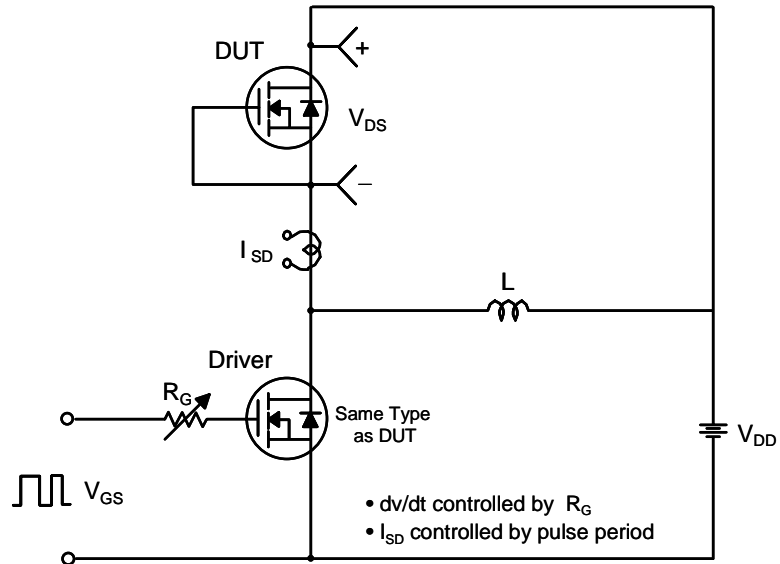 +
DUT
V_DS
−
I_SD
L
Driver
R_G
Same Type
as DUT
V_DD
V_GS
• dv/dt controlled by R_G
• I_SD controlled by pulse period